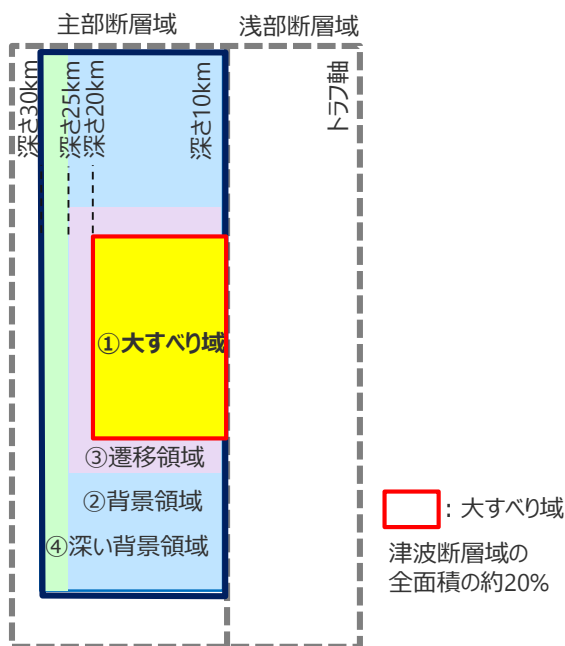 主部断層域 浅部断層域
深さ30km
深さ25km
深さ20km
深さ10km
トラフ軸
①大すべり域
③遷移領域
②背景領域
④深い背景領域
：大すべり域
津波断層域の
全面積の約20%